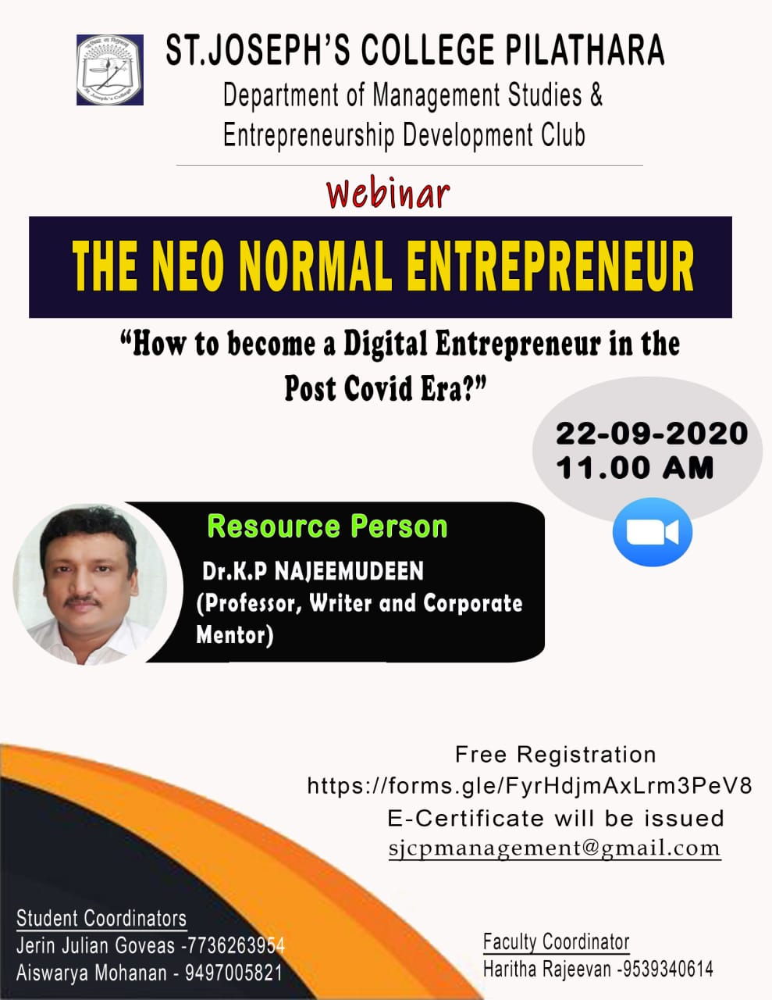 St. Joseph's College
ST.JOSEPH’S COLLEGE PILATHARA
Department of Management Studies &
Entrepreneurship Development Club
Webinar
THE NEO NORMAL ENTREPRENEUR
“How to become a Digital Entrepreneur in the
Post Covid Era?”
22-09-2020
11.00 AM
Resource Person
Dr.K.P NAJEEMUDEEN
(Professor, Writer and Corporate
Mentor)
Free Registration
https://forms.gle/FyrHdjmAxLrm3PeV8
E-Certificate will be issued
sjcpmanagement@gmail.com
Student Coordinators
Jerin Julian Goveas -7736263954
Aiswarya Mohanan - 9497005821
Faculty Coordinator
Haritha Rajeevan -9539340614